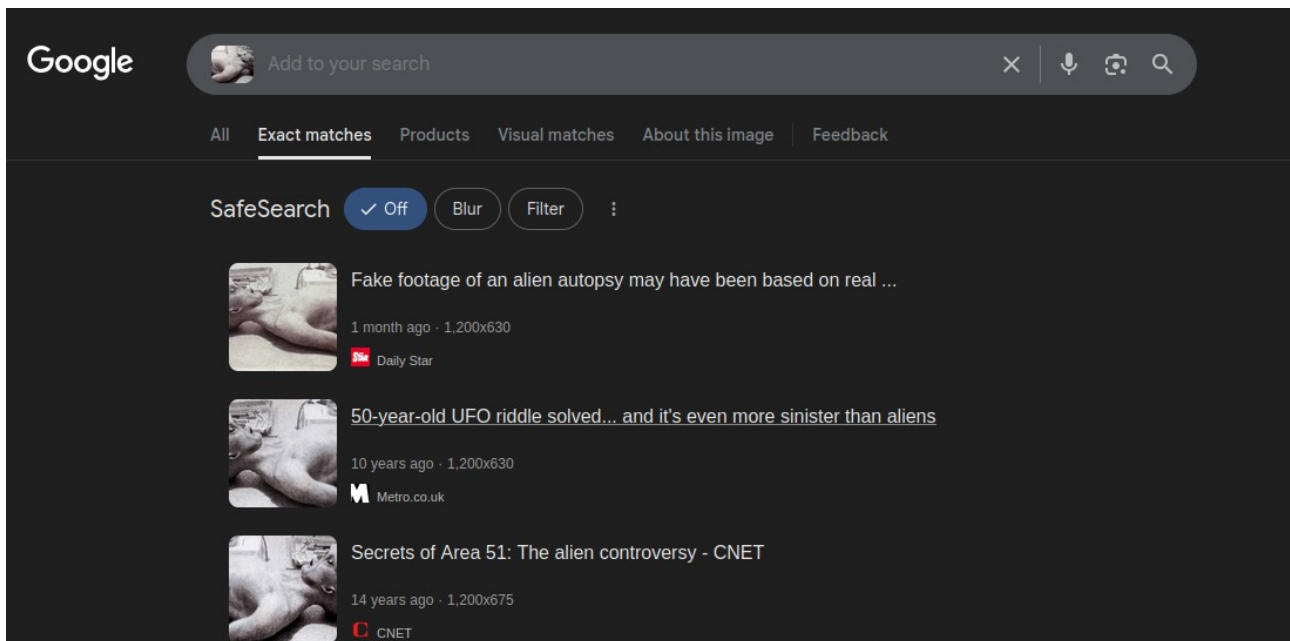 Google
Add to your search
All Exact matches Products Visual matches About this image Feedback
SafeSearch Off Blur Filter
Fake footage of an alien autopsy may have been based on real ...
1 month ago · 1,200x630
Star Daily Star
50-year-old UFO riddle solved... and it's even more sinister than aliens
10 years ago · 1,200x630
M Metro.co.uk
Secrets of Area 51: The alien controversy - CNET
14 years ago · 1,200x675
C CNET